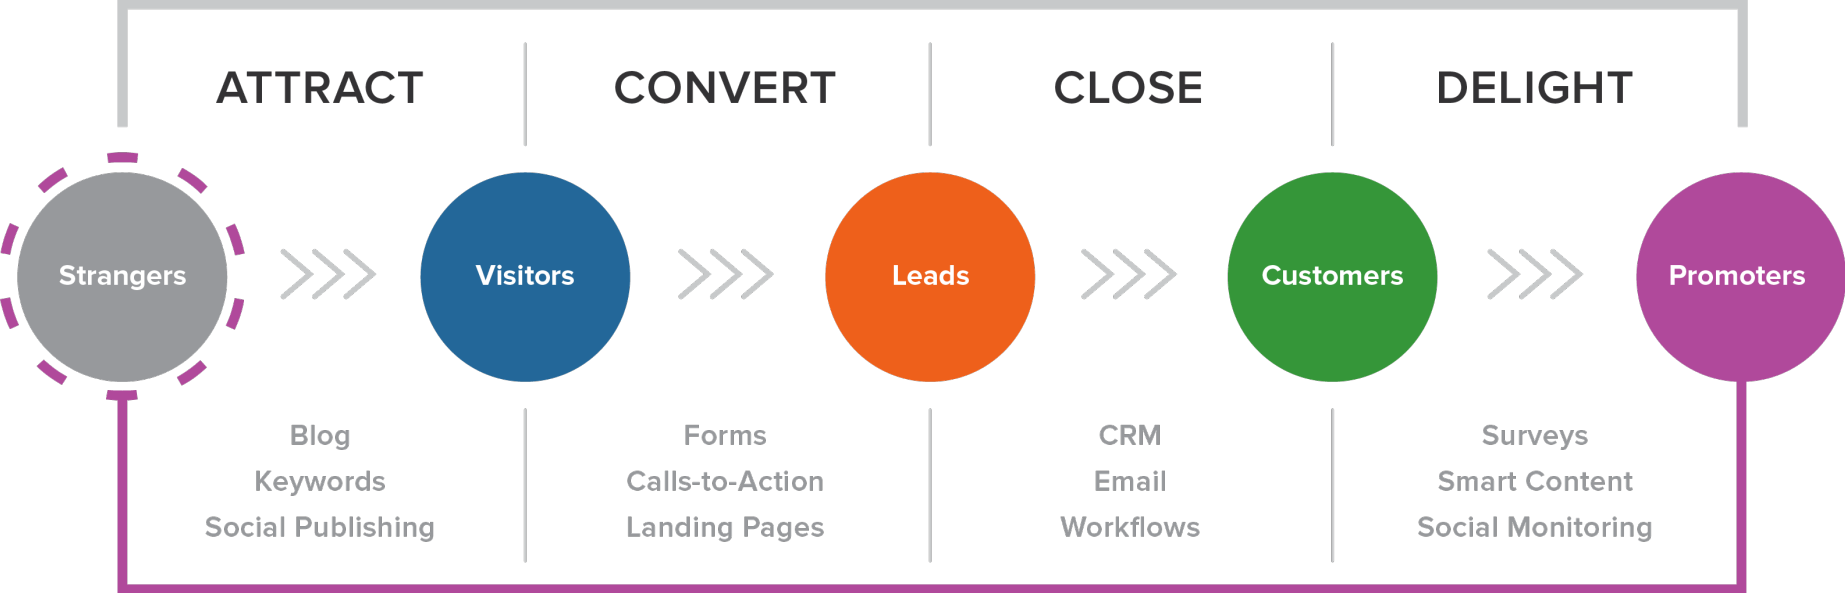 ATTRACT
CONVERT
CLOSE
DELIGHT
Strangers
Visitors
Leads
Customers
Promoters
Blog
Keywords
Social Publishing
Forms
Calls-to-Action
Landing Pages
CRM
Email
Workflows
Surveys
Smart Content
Social Monitoring